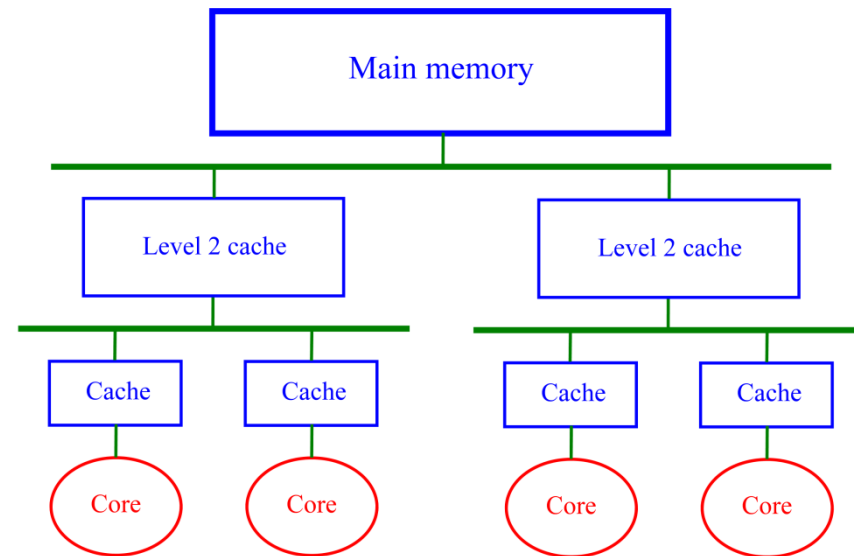 Main memory
Level 2 cache
Level 2 cache
Cache
Cache
Cache
Cache
Core
Core
Core
Core